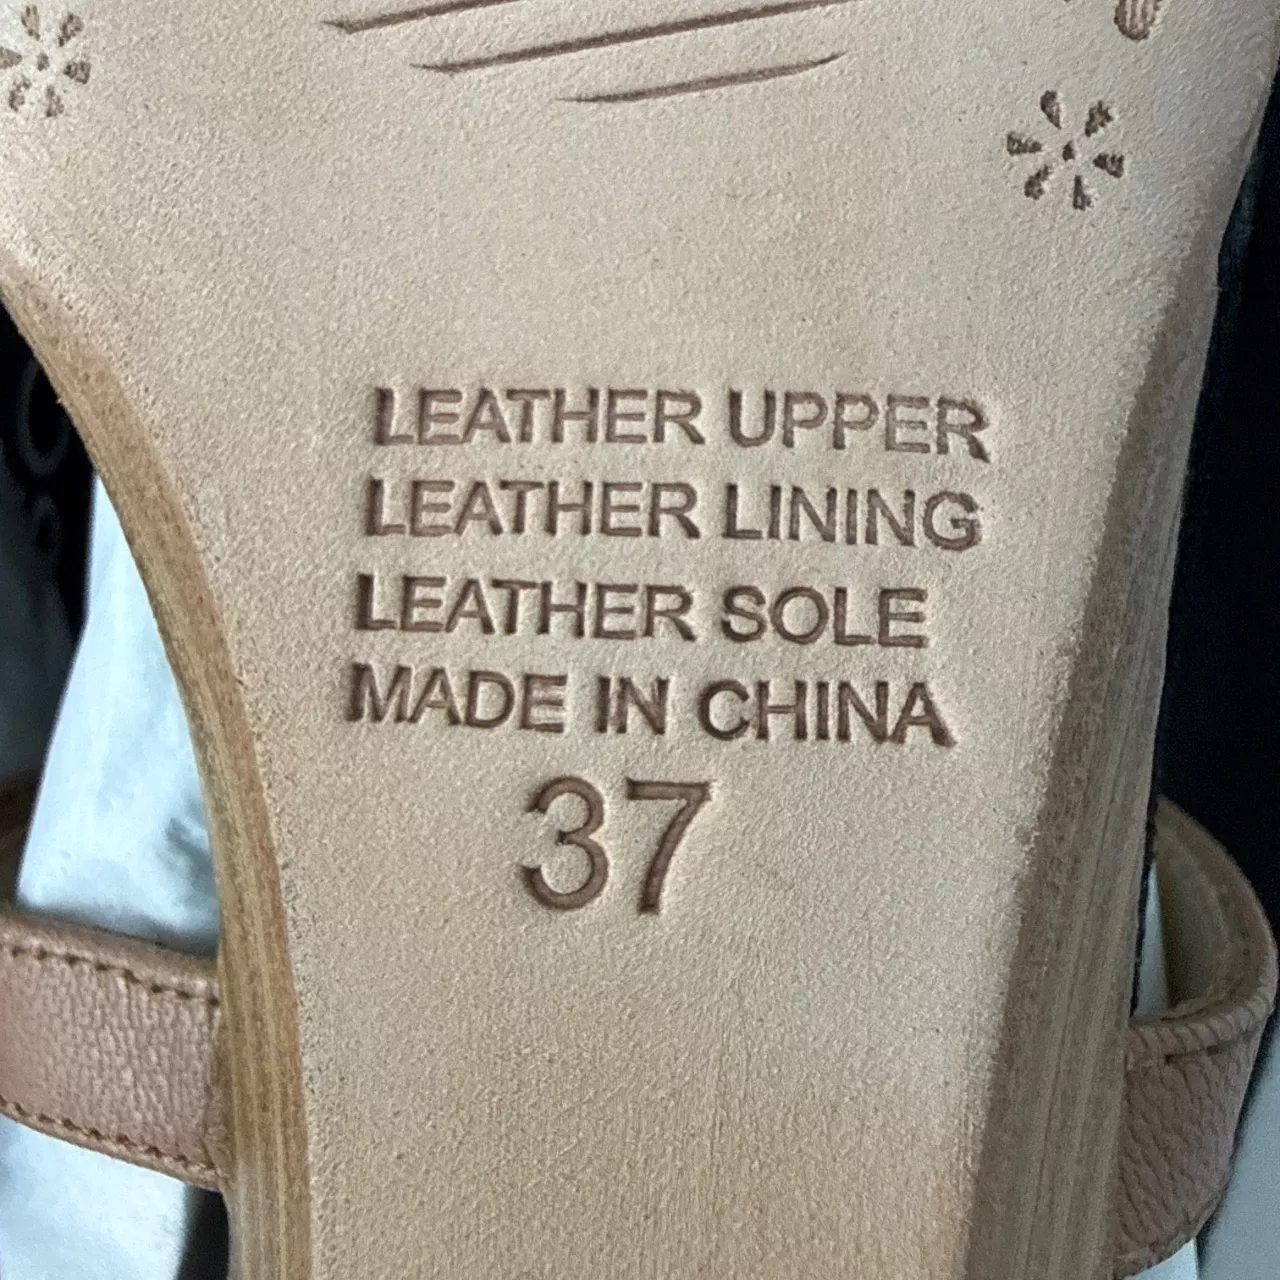 LEATHER UPPER
LEATHER LINING
LEATHER SOLE
MADE IN CHINA
37